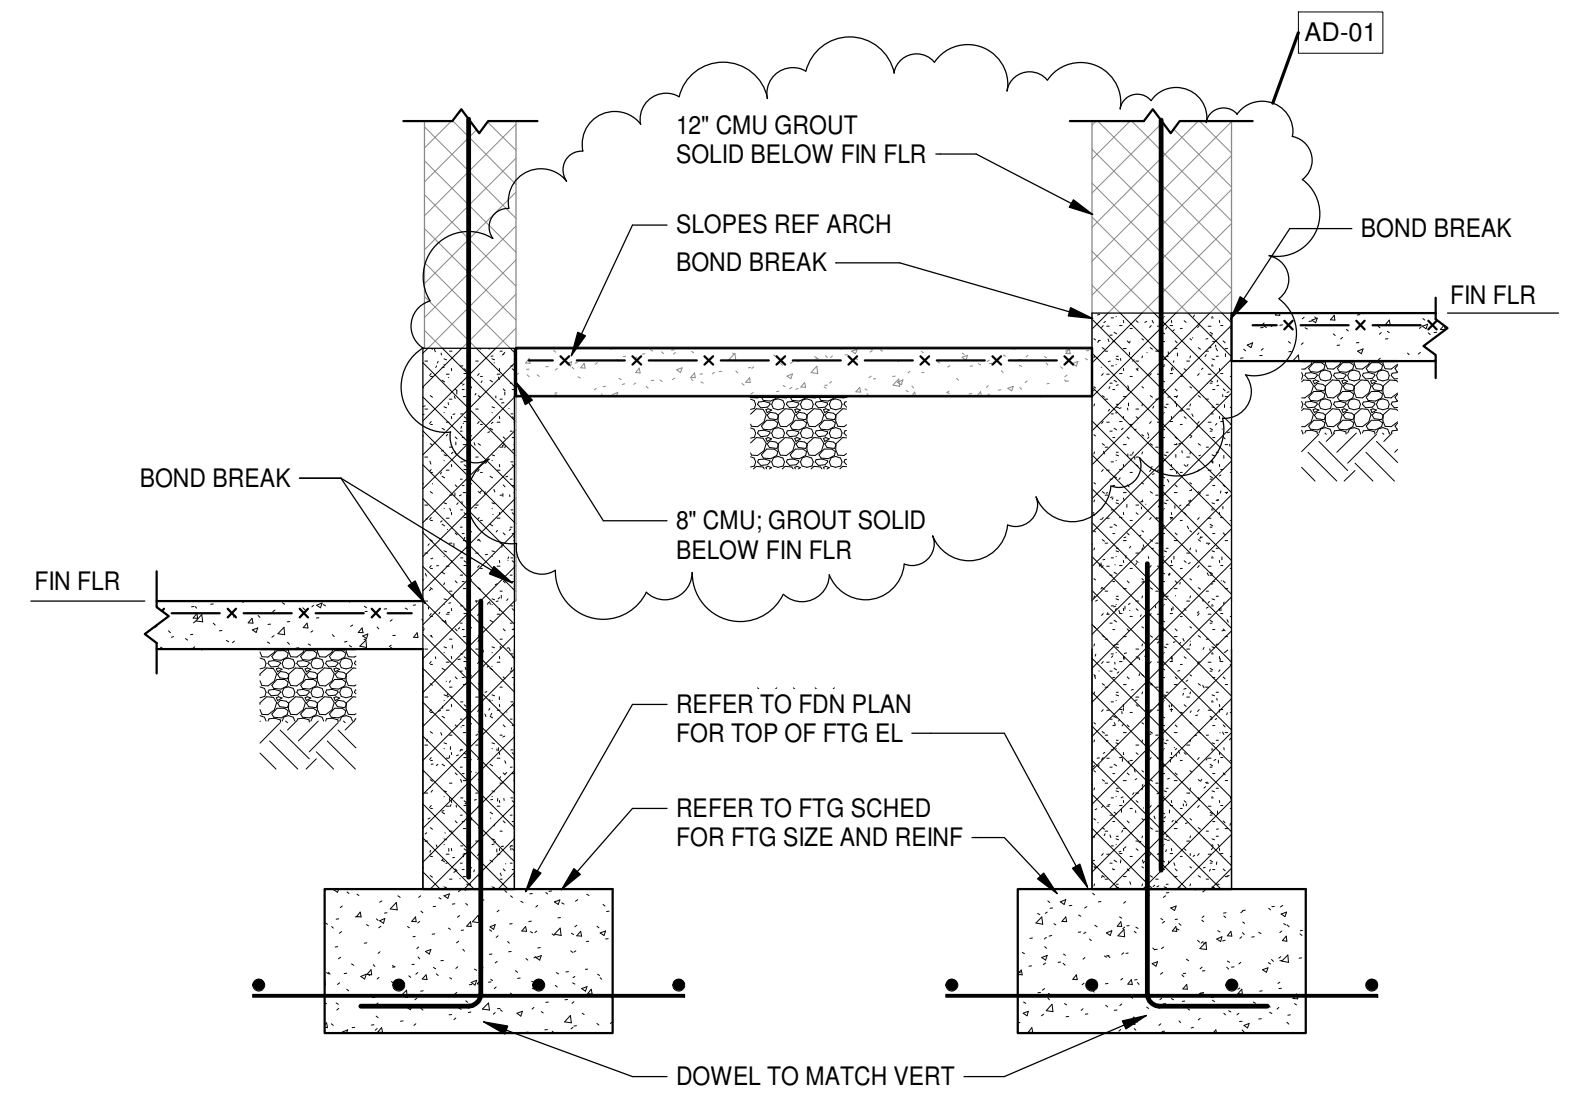 AD-01
12" CMU GROUT
SOLID BELOW FIN FLR
SLOPES REF ARCH
BOND BREAK
BOND BREAK
FIN FLR
BOND BREAK
8" CMU; GROUT SOLID
BELOW FIN FLR
FIN FLR
REFER TO FDN PLAN
FOR TOP OF FTG EL
REFER TO FTG SCHED
FOR FTG SIZE AND REINF
DOWEL TO MATCH VERT